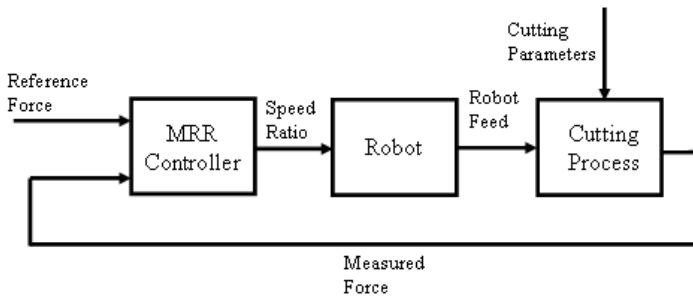 Cutting
Parameters
Reference
Force
MRR
Controller
Speed
Ratio
Robot
Robot
Feed
Cutting
Process
Measured
Force